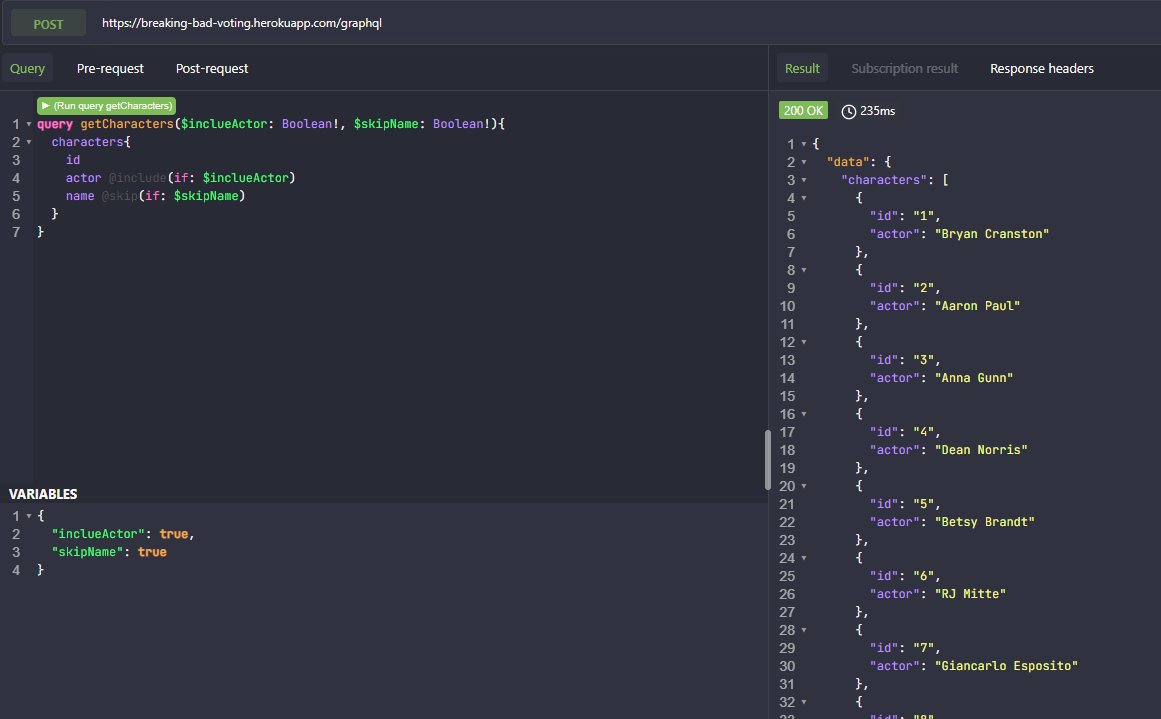 POST https://breaking-bad-voting.herokuapp.com/graphql
Query Pre-request Post-request
(Run query getCharacters)
1 query getCharacters($inclueActor: Boolean!, $skipName: Boolean!){
2 characters{
3 id
4 actor @include(if: $inclueActor)
5 name @skip(if: $skipName)
6 }
7 }
VARIABLES
1 {
2 "inclueActor": true,
3 "skipName": true
4 }
Result Subscription result Response headers
200 OK 235ms
1 {
2 "data": {
3 "characters": [
4 {
5 "id": "1",
6 "actor": "Bryan Cranston"
7 },
8 {
9 "id": "2",
10 "actor": "Aaron Paul"
11 },
12 {
13 "id": "3",
14 "actor": "Anna Gunn"
15 },
16 {
17 "id": "4",
18 "actor": "Dean Norris"
19 },
20 {
21 "id": "5",
22 "actor": "Betsy Brandt"
23 },
24 {
25 "id": "6",
26 "actor": "RJ Mitte"
27 },
28 {
29 "id": "7",
30 "actor": "Giancarlo Esposito"
31 },
32 {
33 "id": "8"